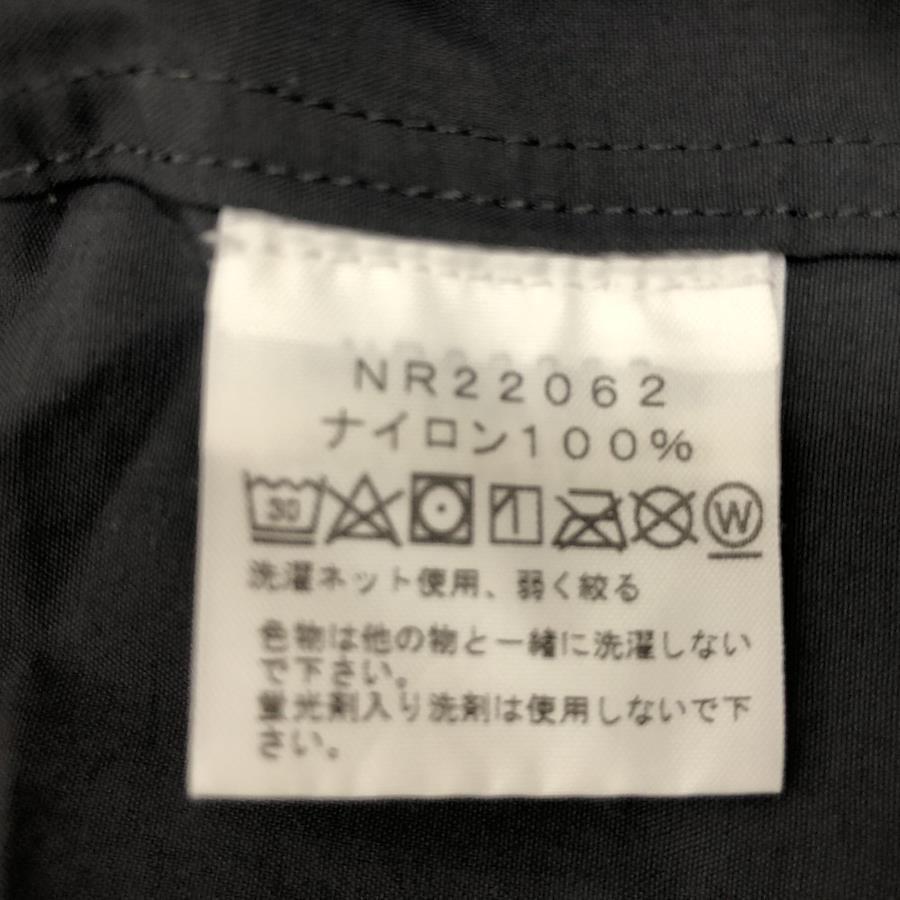 NR22062
ナイロン100%
30 W
洗濯ネット使用、弱く絞る
色物は他の物と一緒に洗濯しない
で下さい。
蛍光剤入り洗剤は使用しないで下
さい。